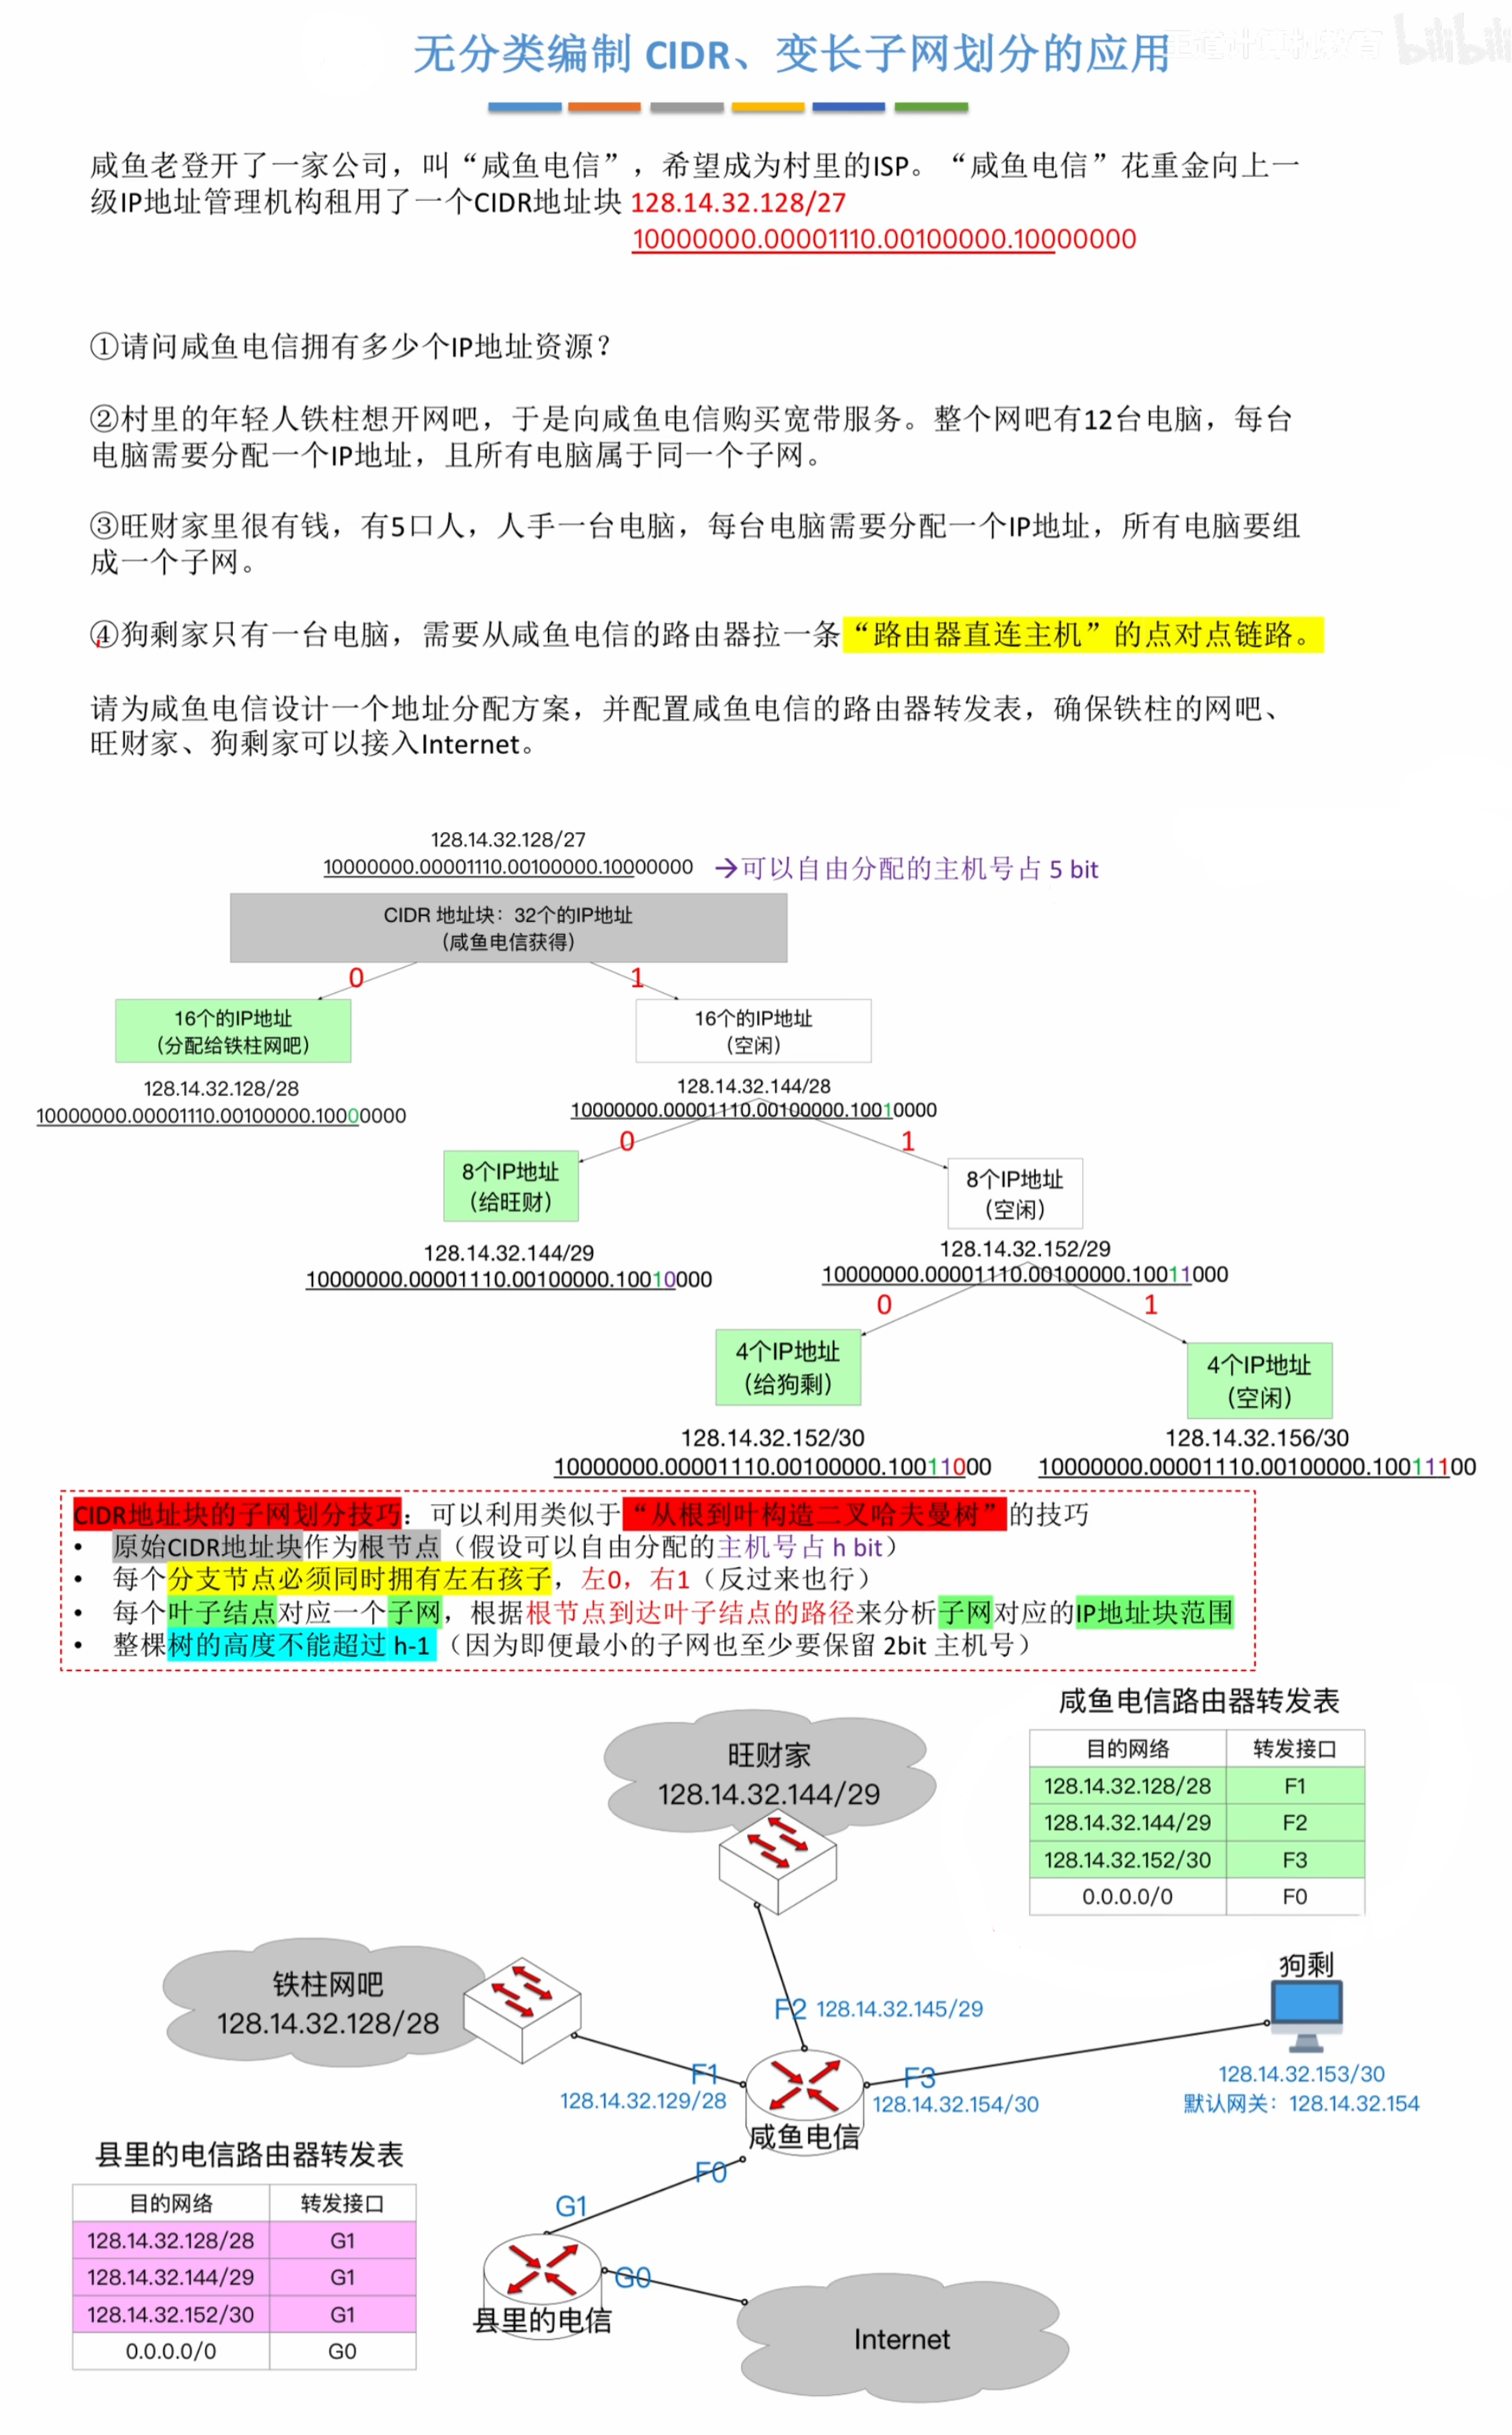 无分类编制 CIDR、变长子网划分的应用
王道计算机教育
bilibili
咸鱼老登开了一家公司，叫“咸鱼电信”，希望成为村里的ISP。“咸鱼电信”花重金向上一
级IP地址管理机构租用了一个CIDR地址块 128.14.32.128/27
10000000.00001110.00100000.10000000
①请问咸鱼电信拥有多少个IP地址资源？
②村里的年轻人铁柱想开网吧，于是向咸鱼电信购买宽带服务。整个网吧有12台电脑，每台
电脑需要分配一个IP地址，且所有电脑属于同一个子网。
③旺财家里很有钱，有5口人，人手一台电脑，每台电脑需要分配一个IP地址，所有电脑要组
成一个子网。
④狗剩家只有一台电脑，需要从咸鱼电信的路由器拉一条“路由器直连主机”的点对点链路。
请为咸鱼电信设计一个地址分配方案，并配置咸鱼电信的路由器转发表，确保铁柱的网吧、
旺财家、狗剩家可以接入Internet。
128.14.32.128/27
10000000.00001110.00100000.10000000 →可以自由分配的主机号占 5 bit
CIDR 地址块：32个的IP地址
（咸鱼电信获得）
0 1
16个的IP地址
（分配给铁柱网吧）
16个的IP地址
（空闲）
128.14.32.128/28
10000000.00001110.00100000.10000000
128.14.32.144/28
10000000.00001110.00100000.10010000
0 1
8个IP地址
（给旺财）
8个IP地址
（空闲）
128.14.32.144/29
10000000.00001110.00100000.10010000
128.14.32.152/29
10000000.00001110.00100000.10011000
0 1
4个IP地址
（给狗剩）
4个IP地址
（空闲）
128.14.32.152/30
10000000.00001110.00100000.10011000
128.14.32.156/30
10000000.00001110.00100000.10011100
CIDR地址块的子网划分技巧：可以利用类似于“从根到叶构造二叉哈夫曼树”的技巧
• 原始CIDR地址块作为根节点（假设可以自由分配的主机号占 h bit）
• 每个分支节点必须同时拥有左右孩子，左0，右1（反过来也行）
• 每个叶子结点对应一个子网，根据根节点到达叶子结点的路径来分析子网对应的IP地址块范围
• 整棵树的高度不能超过 h-1（因为即便最小的子网也至少要保留 2bit 主机号）
咸鱼电信路由器转发表
目的网络 转发接口
128.14.32.128/28 F1
128.14.32.144/29 F2
128.14.32.152/30 F3
0.0.0.0/0 F0
旺财家
128.14.32.144/29
铁柱网吧
128.14.32.128/28
狗剩
F2 128.14.32.145/29
F1
128.14.32.129/28
F3
128.14.32.154/30
128.14.32.153/30
默认网关：128.14.32.154
咸鱼电信
F0
G1
县里的电信路由器转发表
目的网络 转发接口
128.14.32.128/28 G1
128.14.32.144/29 G1
128.14.32.152/30 G1
0.0.0.0/0 G0
G0
县里的电信
Internet